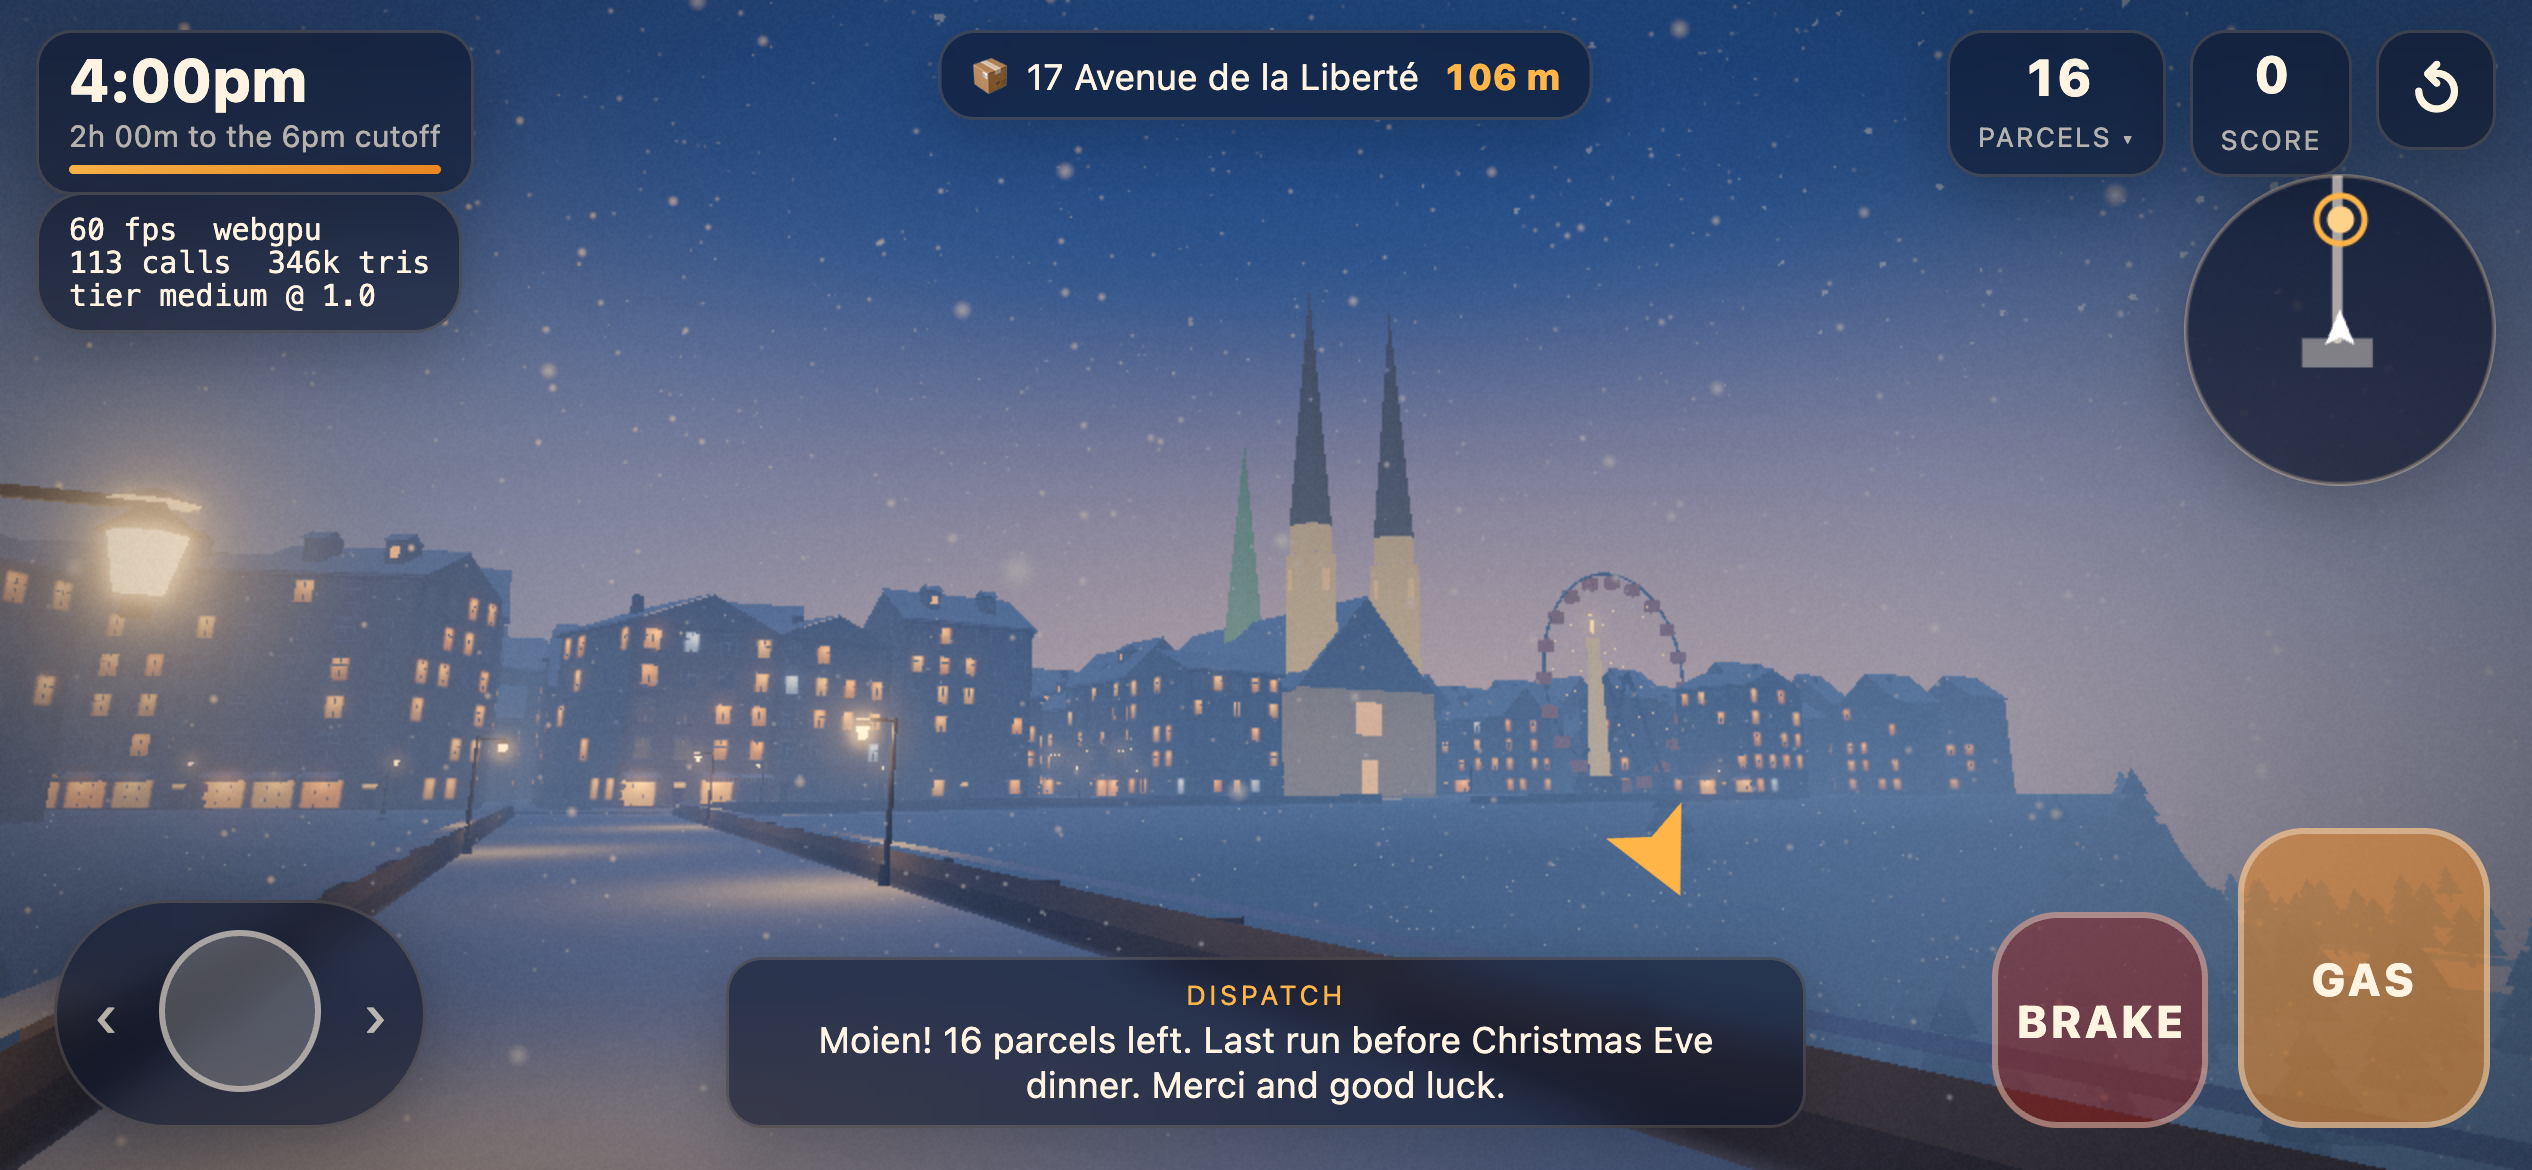 4:00pm
2h 00m to the 6pm cutoff
60 fps webgpu
113 calls 346k tris
tier medium @ 1.0
17 Avenue de la Liberté 106 m
16
PARCELS ▾
0
SCORE
DISPATCH
Moien! 16 parcels left. Last run before Christmas Eve
dinner. Merci and good luck.
BRAKE
GAS